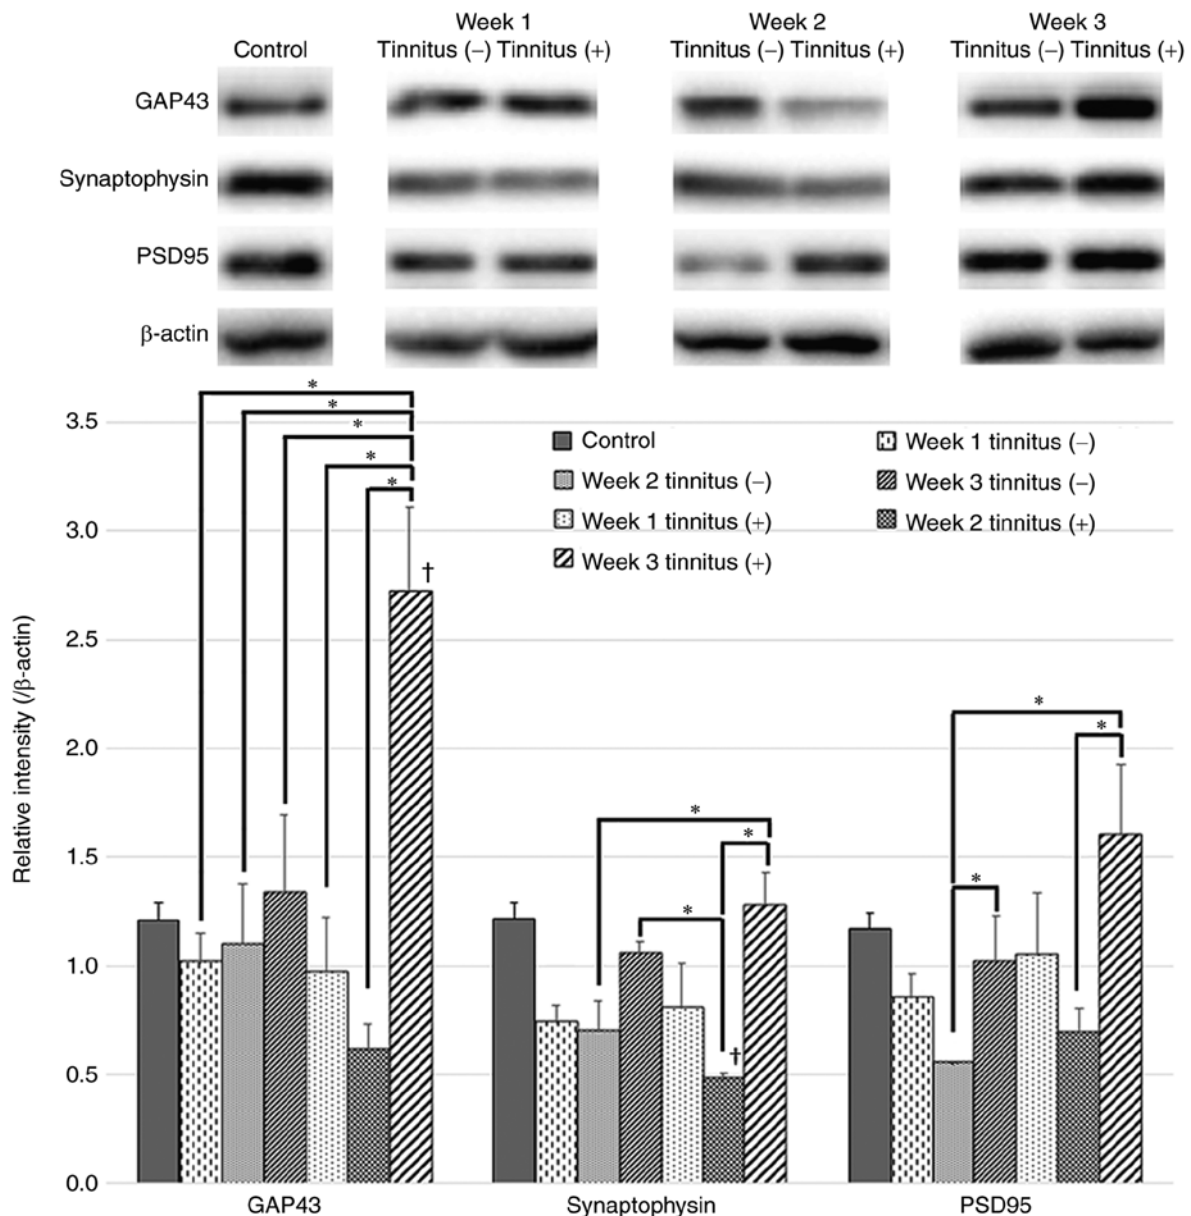 Week 1 Week 2 Week 3
Control Tinnitus (−) Tinnitus (+) Tinnitus (−) Tinnitus (+) Tinnitus (−) Tinnitus (+)
GAP43
Synaptophysin
PSD95
β-actin
*
*
*
*
*
3.5
Control Week 1 tinnitus (−)
Week 2 tinnitus (−) Week 3 tinnitus (−)
Week 1 tinnitus (+) Week 2 tinnitus (+)
3.0
Week 3 tinnitus (+)
†
2.5
Relative intensity (/β-actin)
*
*
2.0
*
*
1.5
*
*
†
1.0
0.5
0.0
GAP43 Synaptophysin PSD95